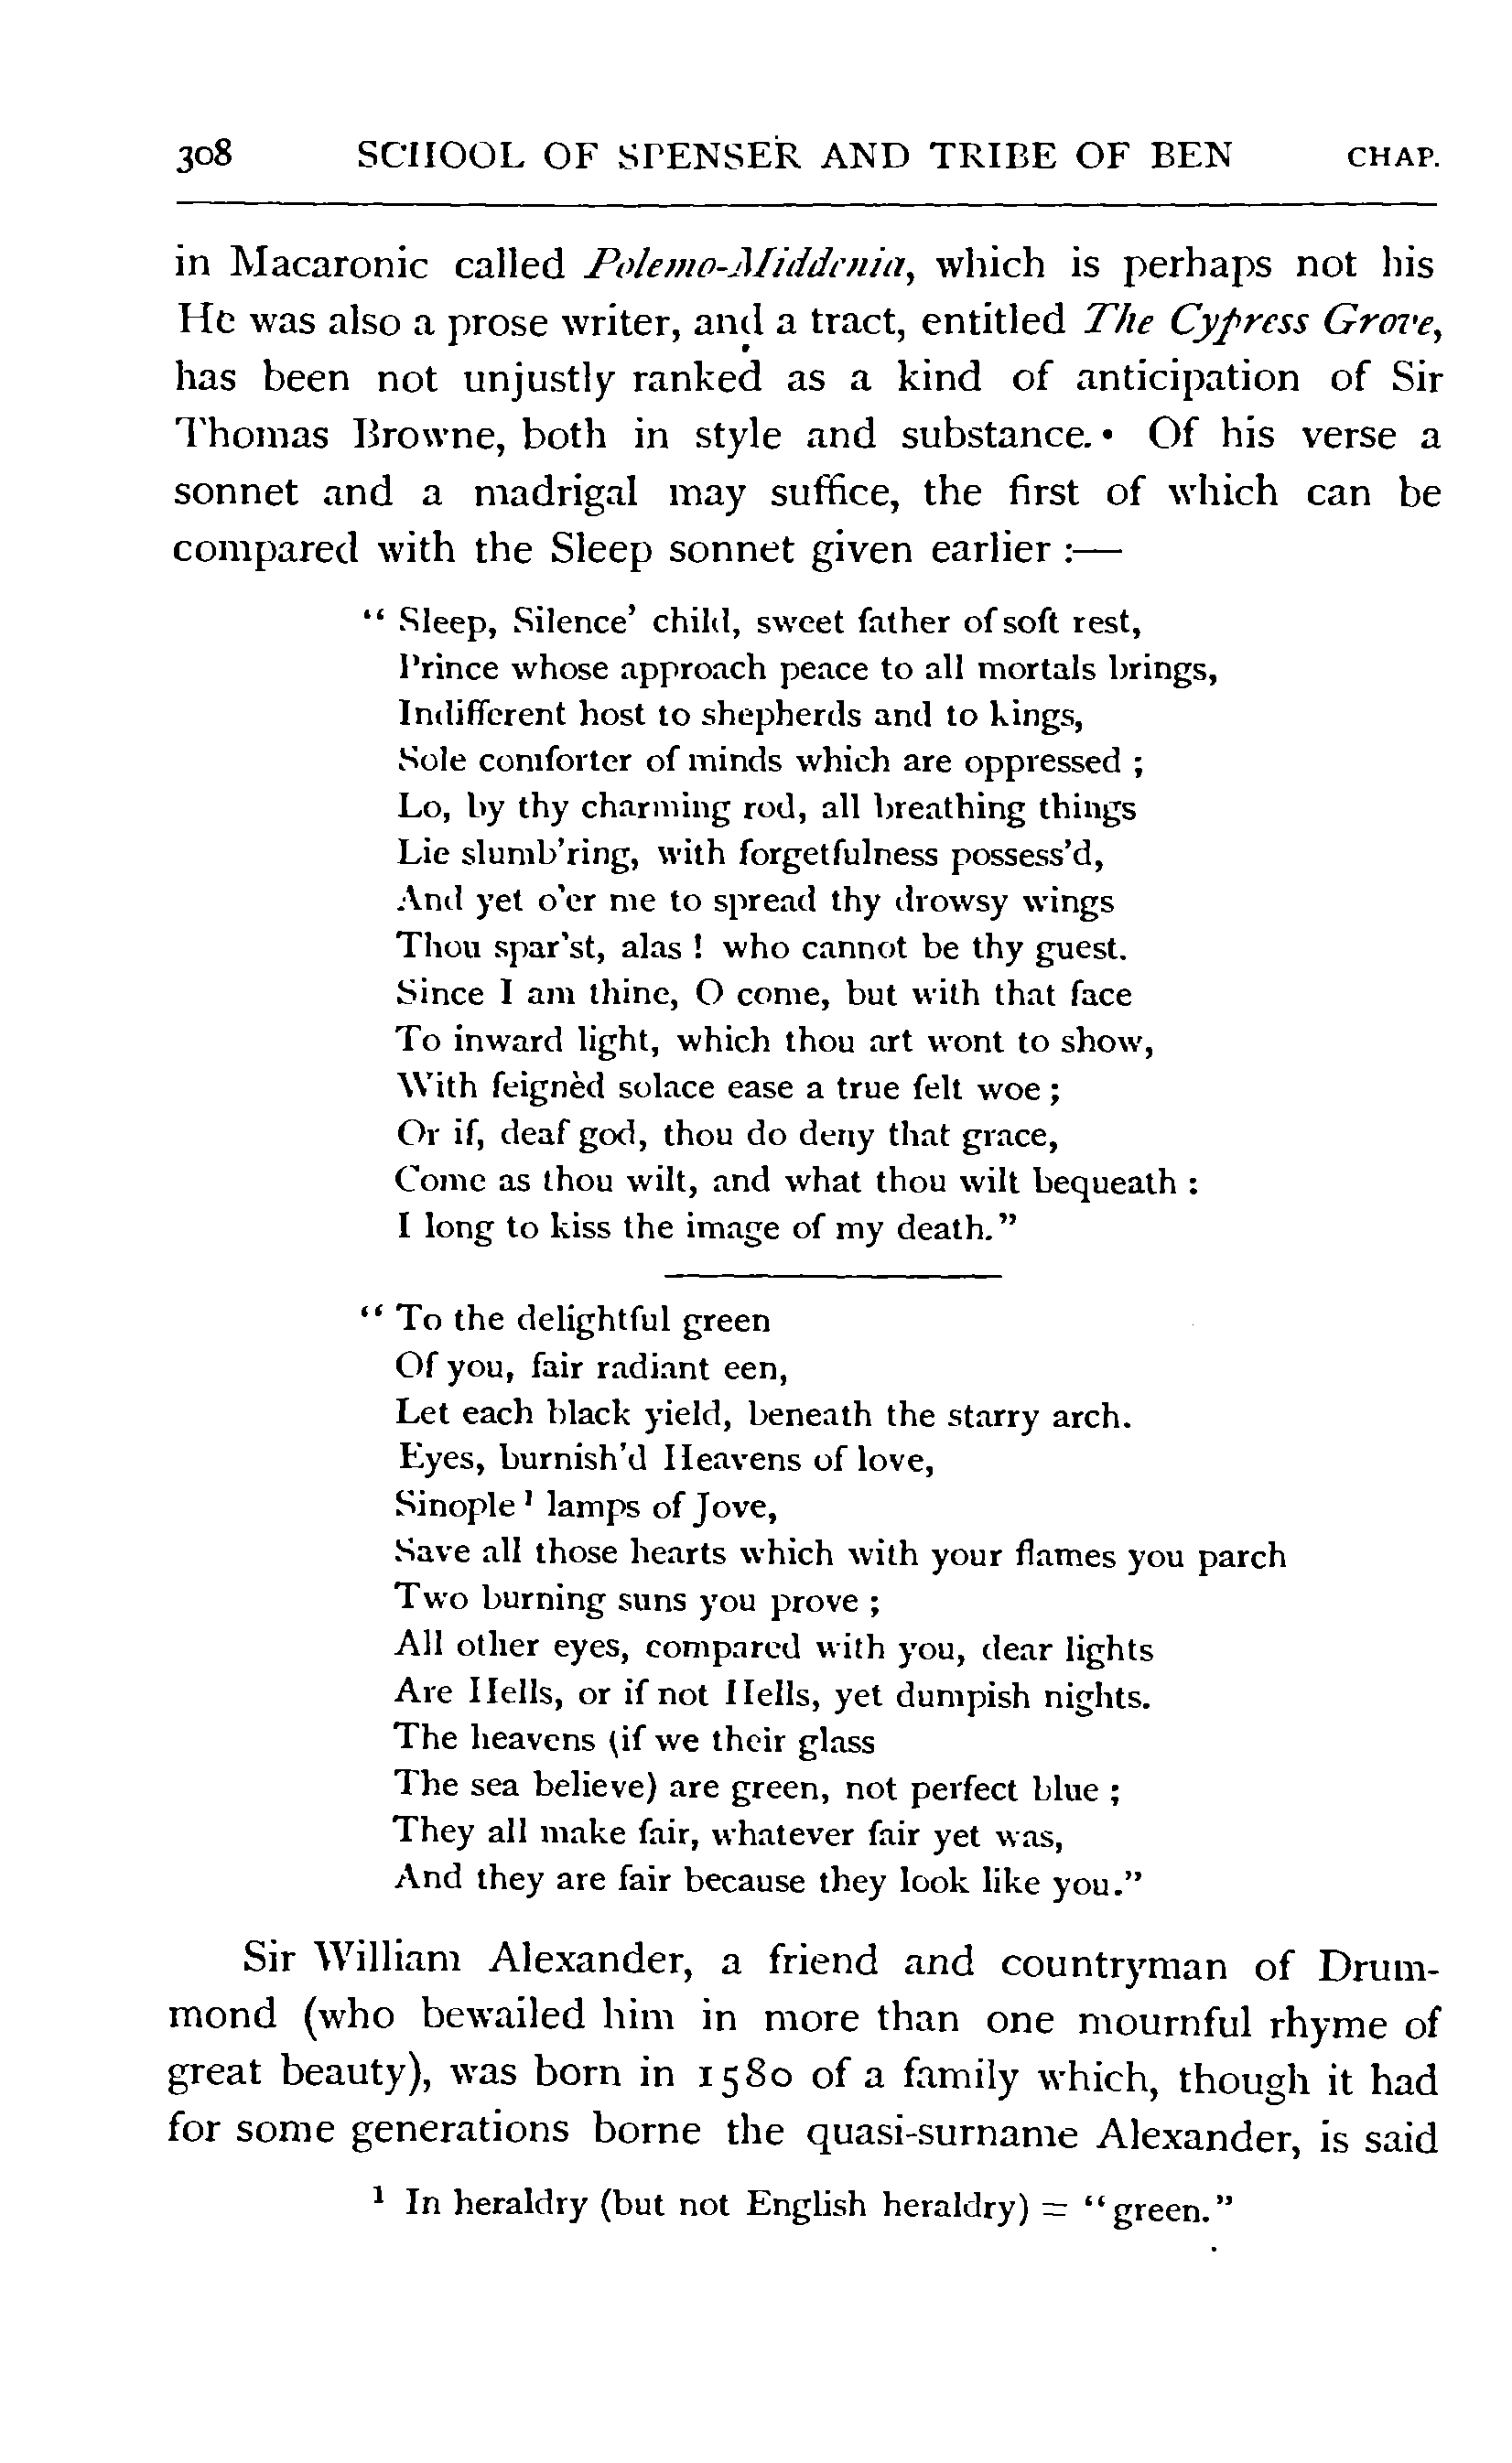 308 SCHOOL OF SPENSER AND TRIBE OF BEN CHAP.
in Macaronic called Polemo-Middenia, which is perhaps not his
He was also a prose writer, and a tract, entitled The Cypress Grove,
has been not unjustly ranked as a kind of anticipation of Sir
Thomas Browne, both in style and substance. Of his verse a
sonnet and a madrigal may suffice, the first of which can be
compared with the Sleep sonnet given earlier :—
“ Sleep, Silence’ child, sweet father of soft rest,
Prince whose approach peace to all mortals brings,
Indifferent host to shepherds and to kings,
Sole comforter of minds which are oppressed ;
Lo, by thy charming rod, all breathing things
Lie slumb’ring, with forgetfulness possess’d,
And yet o’er me to spread thy drowsy wings
Thou spar’st, alas ! who cannot be thy guest.
Since I am thine, O come, but with that face
To inward light, which thou art wont to show,
With feignèd solace ease a true felt woe ;
Or if, deaf god, thou do deny that grace,
Come as thou wilt, and what thou wilt bequeath :
I long to kiss the image of my death.”
“ To the delightful green
Of you, fair radiant een,
Let each black yield, beneath the starry arch.
Eyes, burnish’d Heavens of love,
Sinople ¹ lamps of Jove,
Save all those hearts which with your flames you parch
Two burning suns you prove ;
All other eyes, compared with you, dear lights
Are Hells, or if not Hells, yet dumpish nights.
The heavens (if we their glass
The sea believe) are green, not perfect blue ;
They all make fair, whatever fair yet was,
And they are fair because they look like you.”
Sir William Alexander, a friend and countryman of Drum-
mond (who bewailed him in more than one mournful rhyme of
great beauty), was born in 1580 of a family which, though it had
for some generations borne the quasi-surname Alexander, is said
¹ In heraldry (but not English heraldry) = “green.”